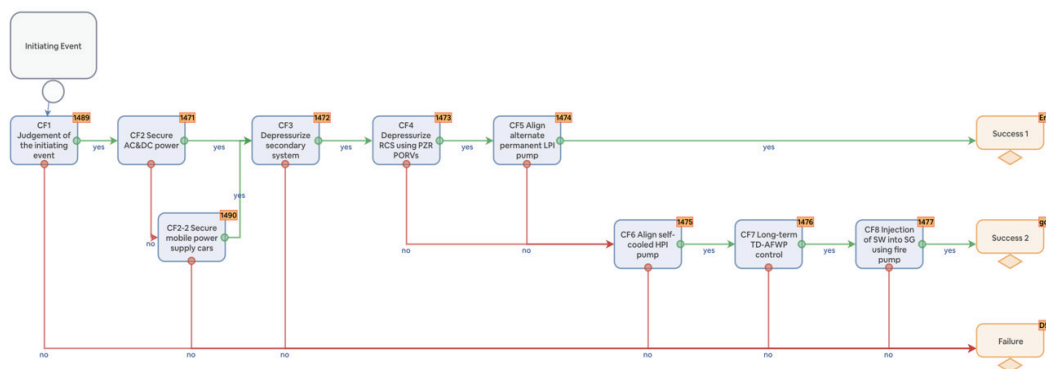 Initiating Event
1489
CF1
Judgement of
the initiating
event
yes
1471
CF2 Secure
AC&DC power
yes
1472
CF3
Depressurize
secondary
system
yes
1473
CF4
Depressurize
RCS using PZR
PORVs
yes
1474
CF5 Align
alternate
permanent LPI
pump
yes
Success 1
yes
no
1490
CF2-2 Secure
mobile power
supply cars
no
no
1475
CF6 Align self-
cooled HPI
pump
yes
1476
CF7 Long-term
TD-AFWP
control
yes
1477
CF8 Injection
of SW into SG
using fire
pump
yes
Success 2
Failure
no
no
no
no
no
no